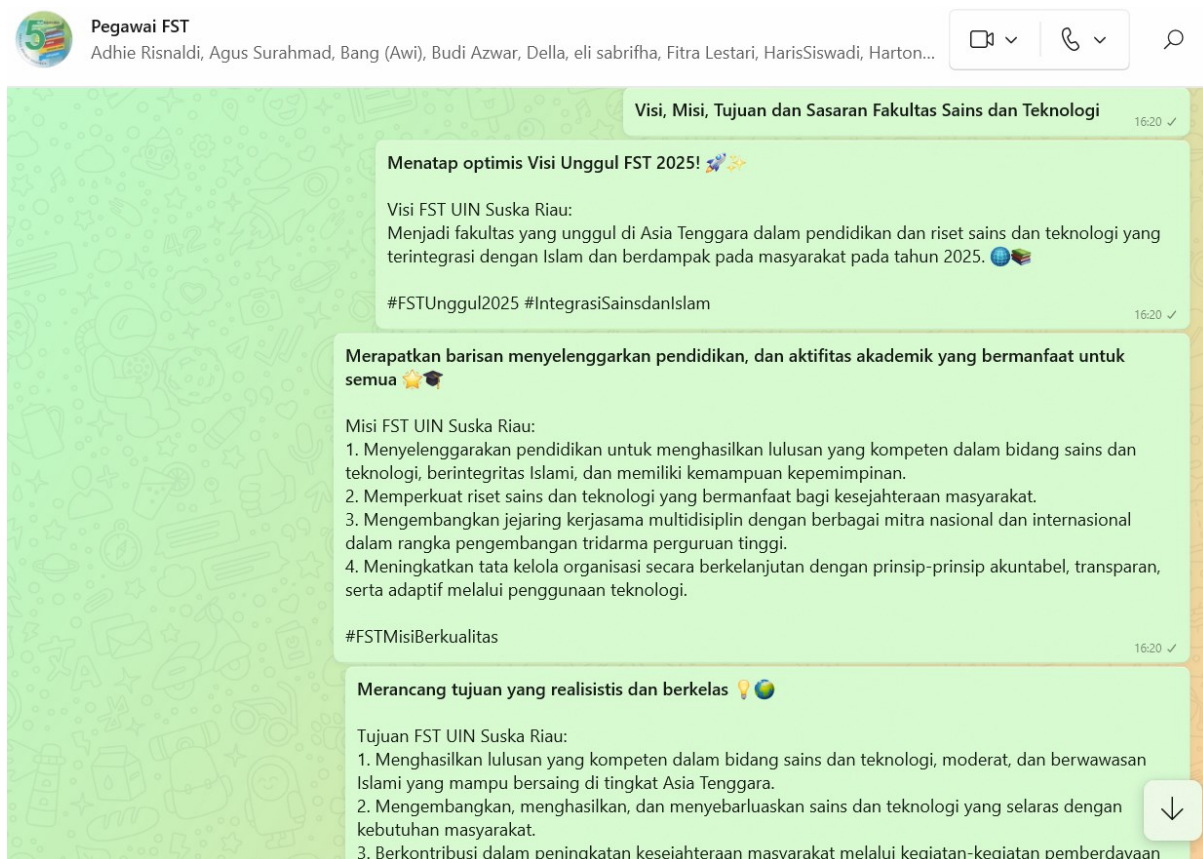 Pegawai FST
Adhie Risnaldi, Agus Surahmad, Bang (Awi), Budi Azwar, Della, eli sabrifha, Fitra Lestari, HarisSiswadi, Harton...
Visi, Misi, Tujuan dan Sasaran Fakultas Sains dan Teknologi
16:20
Menatap optimis Visi Unggul FST 2025! 🚀✨
Visi FST UIN Suska Riau:
Menjadi fakultas yang unggul di Asia Tenggara dalam pendidikan dan riset sains dan teknologi yang
terintegrasi dengan Islam dan berdampak pada masyarakat pada tahun 2025. 🌐📚
#FSTUnggul2025 #IntegrasiSainsdanIslam
16:20
Merapatkan barisan menyelenggarkan pendidikan, dan aktifitas akademik yang bermanfaat untuk
semua 🌟🎓
Misi FST UIN Suska Riau:
1. Menyelenggarakan pendidikan untuk menghasilkan lulusan yang kompeten dalam bidang sains dan
teknologi, berintegritas Islami, dan memiliki kemampuan kepemimpinan.
2. Memperkuat riset sains dan teknologi yang bermanfaat bagi kesejahteraan masyarakat.
3. Mengembangkan jejaring kerjasama multidisiplin dengan berbagai mitra nasional dan internasional
dalam rangka pengembangan tridarma perguruan tinggi.
4. Meningkatkan tata kelola organisasi secara berkelanjutan dengan prinsip-prinsip akuntabel, transparan,
serta adaptif melalui penggunaan teknologi.
#FSTMisiBerkualitas
16:20
Merancang tujuan yang realisistis dan berkelas 💡🌍
Tujuan FST UIN Suska Riau:
1. Menghasilkan lulusan yang kompeten dalam bidang sains dan teknologi, moderat, dan berwawasan
Islami yang mampu bersaing di tingkat Asia Tenggara.
2. Mengembangkan, menghasilkan, dan menyebarluaskan sains dan teknologi yang selaras dengan
kebutuhan masyarakat.
3. Berkontribusi dalam peningkatan kesejahteraan masyarakat melalui kegiatan-kegiatan pemberdayaan